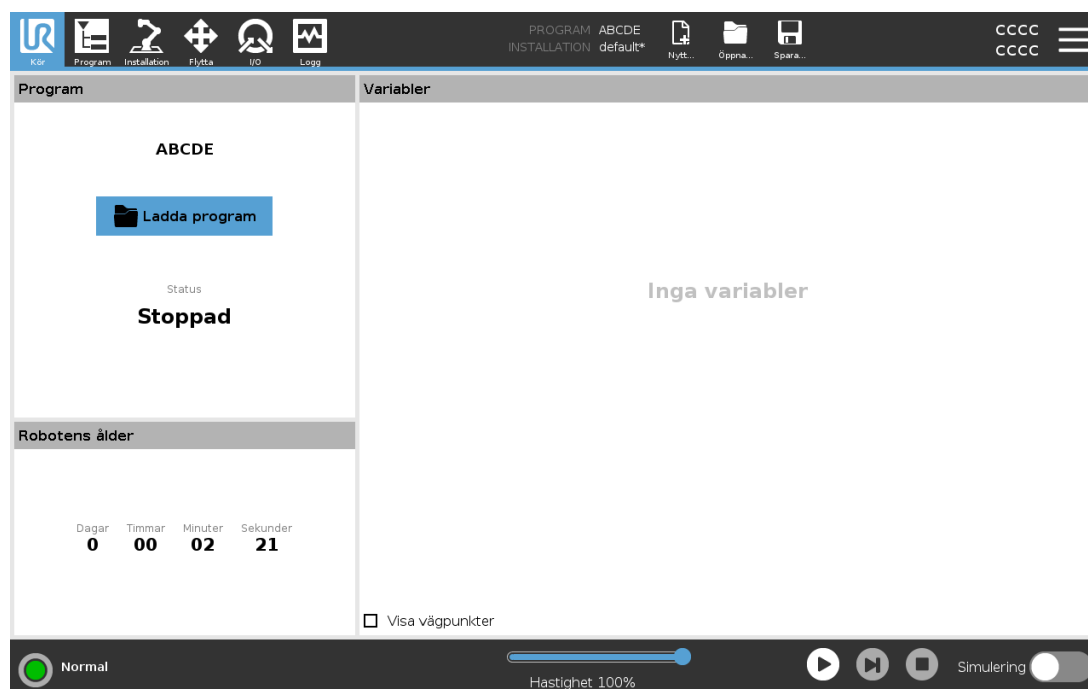 Kör
Program
Installation
Flytta
I/O
Logg
PROGRAM ABCDE
INSTALLATION default*
Nytt...
Öppna...
Spara...
CCCC
CCCC
Program
Variabler
ABCDE
Ladda program
Status
Stoppad
Inga variabler
Robotens ålder
Dagar Timmar Minuter Sekunder
0 00 02 21
Visa vägpunkter
Normal
Hastighet 100%
Simulering